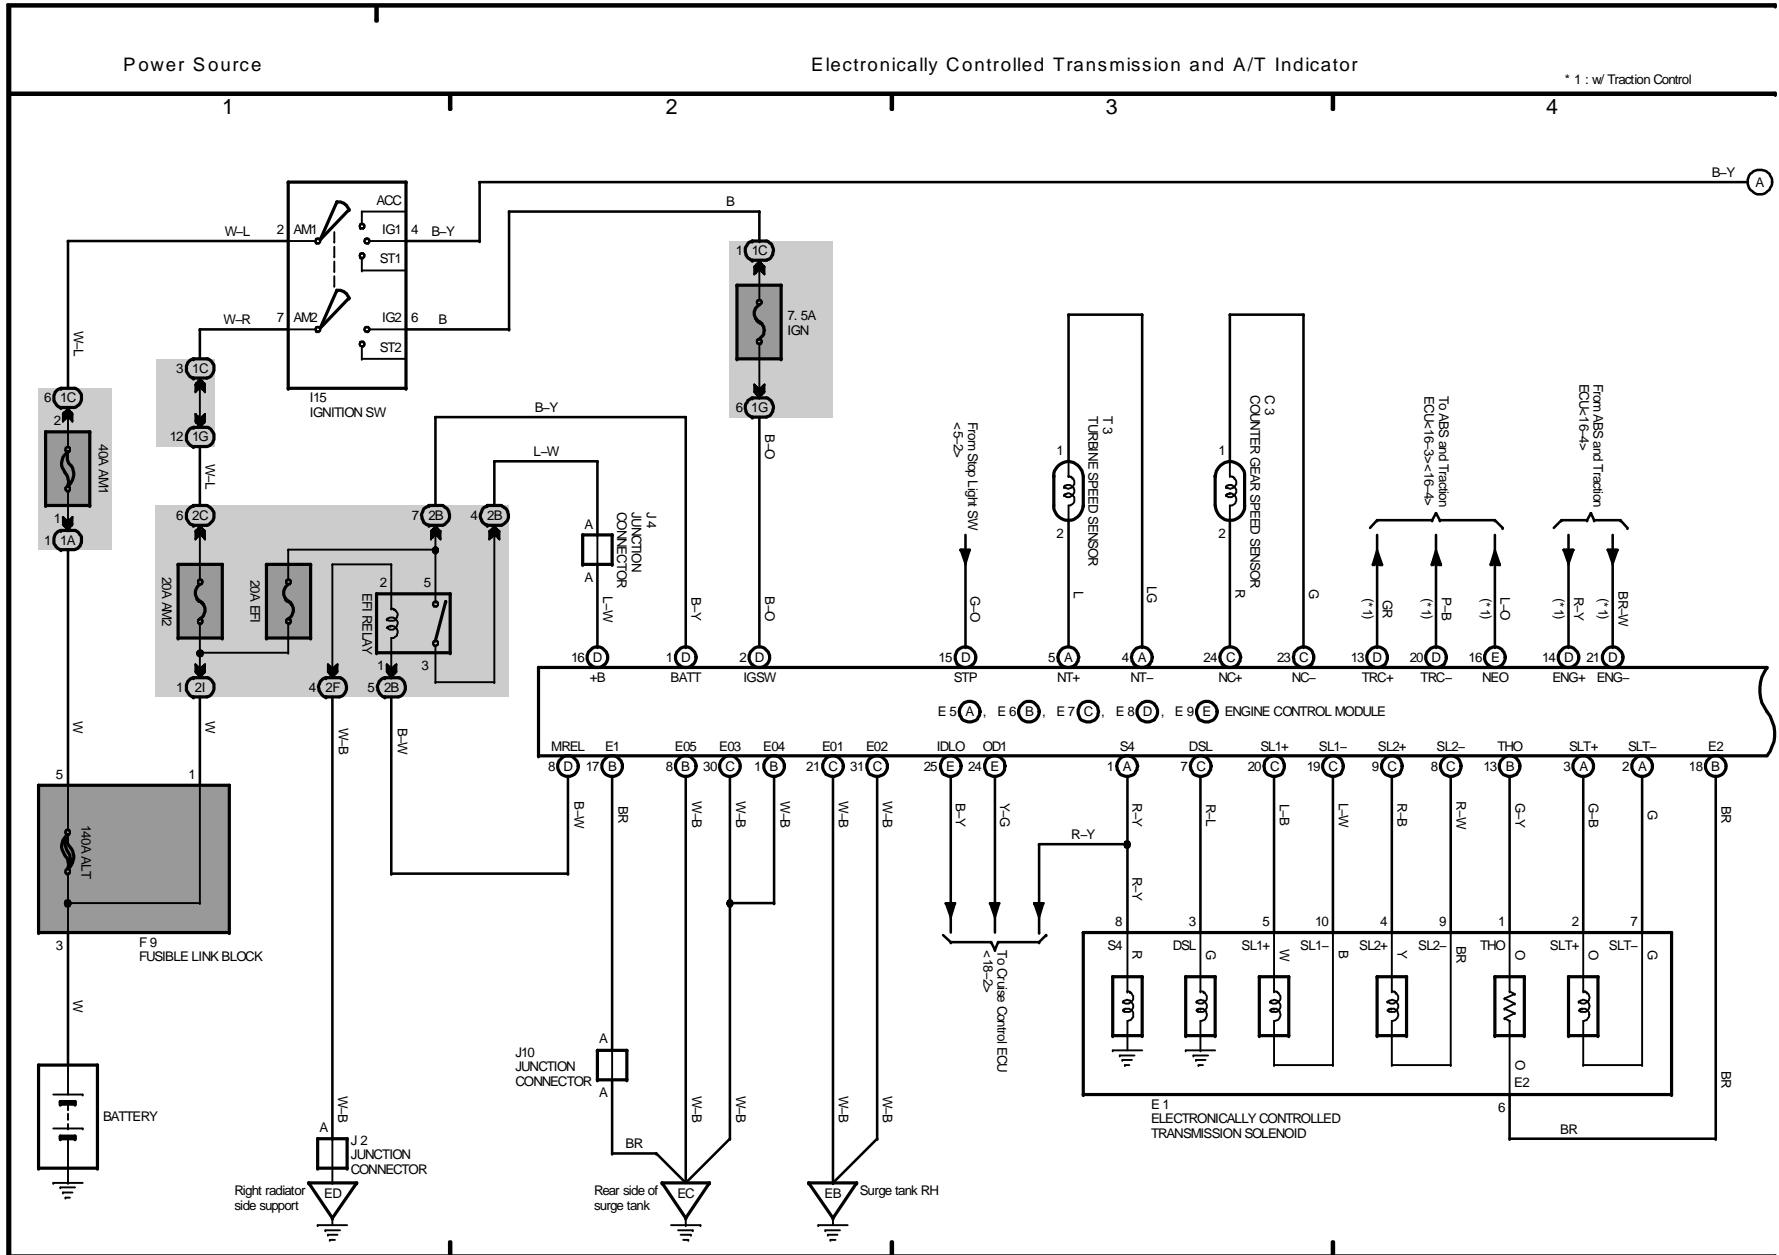 Power Source
Electronically Controlled Transmission and A/T Indicator
* 1 : w/ Traction Control
1
2
3
4
B–Y
A
ACC
W–L
2
AM1
IG1
4
B–Y
ST1
B
W–R
7
AM2
IG2
6
B
ST2
I15
IGNITION SW
1
1C
7. 5A
IGN
6
1G
B–O
B–O
W–L
6
1C
2
40A AM1
1
1
1A
3
1C
12
1G
W–L
B–Y
L–W
6
2C
7
2B
4
2B
20A AM2
20A EFI
2
5
EFI RELAY
1
3
1
2I
4
2F
5
2B
A
J 4
JUNCTION
CONNECTOR
A
L–W
B–Y
From Stop Light SW
<5–2>
G–O
1
T 3
TURBINE SPEED SENSOR
2
L
LG
1
C 3
COUNTER GEAR SPEED SENSOR
2
R
G
To ABS and Traction
ECU<16–3><16–4>
From ABS and Traction
ECU<16–4>
GR
(*1)
P–B
(*1)
L–O
(*1)
R–Y
(*1)
BR–W
(*1)
16 D
1 D
2 D
15 D
5 A
4 A
24 C
23 C
13 D
20 D
16 E
14 D
21 D
+B
BATT
IGSW
STP
NT+
NT–
NC+
NC–
TRC+
TRC–
NEO
ENG+
ENG–
E 5 A , E 6 B , E 7 C , E 8 D , E 9 E ENGINE CONTROL MODULE
MREL
E1
E05
E03
E04
E01
E02
IDLO
OD1
S4
DSL
SL1+
SL1–
SL2+
SL2–
THO
SLT+
SLT–
E2
8 D
17 B
8 B
30 C
1 B
21 C
31 C
25 E
24 E
1 A
7 C
20 C
19 C
9 C
8 C
13 B
3 A
2 A
18 B
W
W
W–B
B–W
B–W
BR
W–B
W–B
W–B
W–B
W–B
B–Y
Y–G
R–Y
R–L
L–B
L–W
R–B
R–W
G–Y
G–B
G
BR
5
1
140A ALT
3
F 9
FUSIBLE LINK BLOCK
R–Y
R–Y
To Cruise Control ECU
<18–2>
8
3
5
10
4
9
1
2
7
S4
DSL
SL1+
SL1–
SL2+
SL2–
THO
SLT+
SLT–
R
G
W
B
Y
BR
O
O
G
O
E2
6
BR
BR
E 1
ELECTRONICALLY CONTROLLED
TRANSMISSION SOLENOID
W
BATTERY
W–B
A
J 2
JUNCTION
CONNECTOR
Right radiator
side support
ED
J10
JUNCTION
CONNECTOR
A
A
BR
W–B
W–B
W–B
W–B
Rear side of
surge tank
EC
EB
Surge tank RH